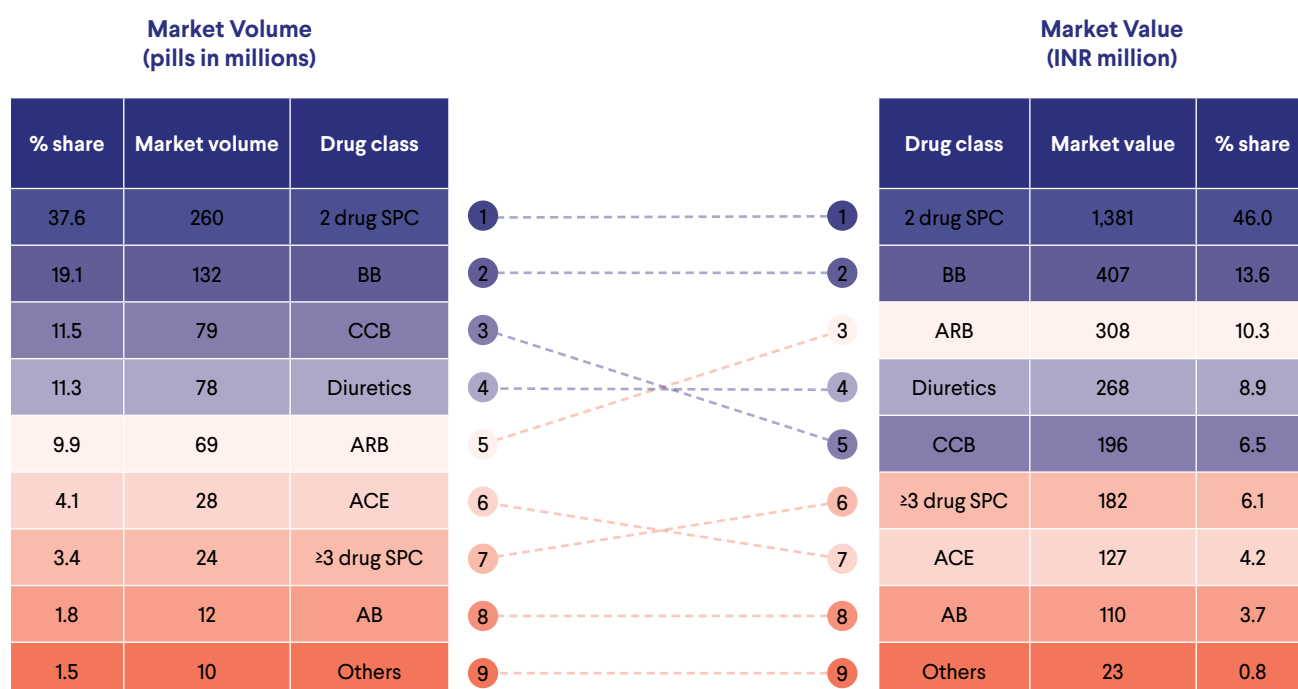 Market Volume
(pills in millions)
Market Value
(INR million)
% share Market volume Drug class
Drug class Market value % share
37.6 260 2 drug SPC 1 1 2 drug SPC 1,381 46.0
19.1 132 BB 2 2 BB 407 13.6
11.5 79 CCB 3 3 ARB 308 10.3
11.3 78 Diuretics 4 4 Diuretics 268 8.9
9.9 69 ARB 5 5 CCB 196 6.5
4.1 28 ACE 6 6 ≥3 drug SPC 182 6.1
3.4 24 ≥3 drug SPC 7 7 ACE 127 4.2
1.8 12 AB 8 8 AB 110 3.7
1.5 10 Others 9 9 Others 23 0.8